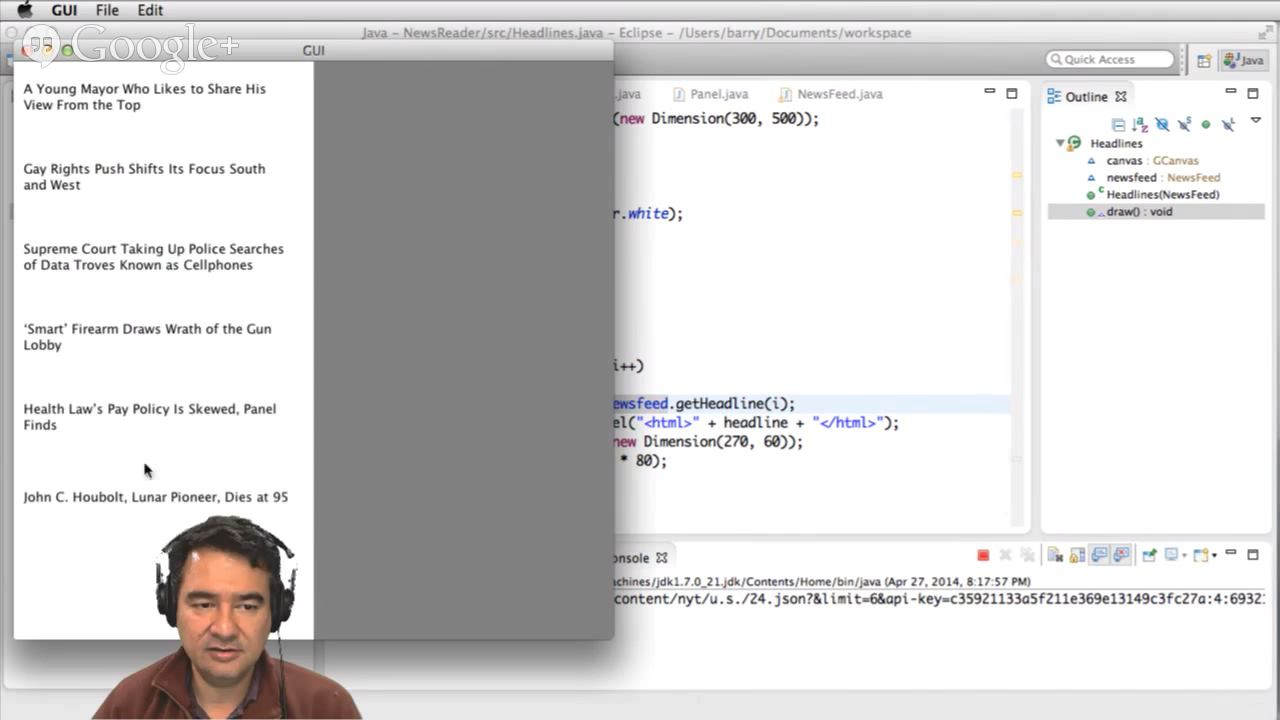 GUI File Edit
Java – NewsReader/src/Headlines.java – Eclipse – /Users/barry/Documents/workspace
Google+
GUI
Quick Access
Java
A Young Mayor Who Likes to Share His
View From the Top
Gay Rights Push Shifts Its Focus South
and West
Supreme Court Taking Up Police Searches
of Data Troves Known as Cellphones
‘Smart’ Firearm Draws Wrath of the Gun
Lobby
Health Law’s Pay Policy Is Skewed, Panel
Finds
John C. Houbolt, Lunar Pioneer, Dies at 95
.java Panel.java NewsFeed.java
(new Dimension(300, 500));
.white);
i++)
.getHeadline(i);
("<html>" + headline + "</html>");
new Dimension(270, 60));
* 80);
Outline
Headlines
canvas : GCanvas
newsfeed : NewsFeed
Headlines(NewsFeed)
draw() : void
/jdk1.7.0_21.jdk/Contents/Home/bin/java (Apr 27, 2014, 8:17:57 PM)
content/nyt/u.s./24.json?&limit=6&api-key=c35921133a5f211e369e13149c3fc27a:4:6932